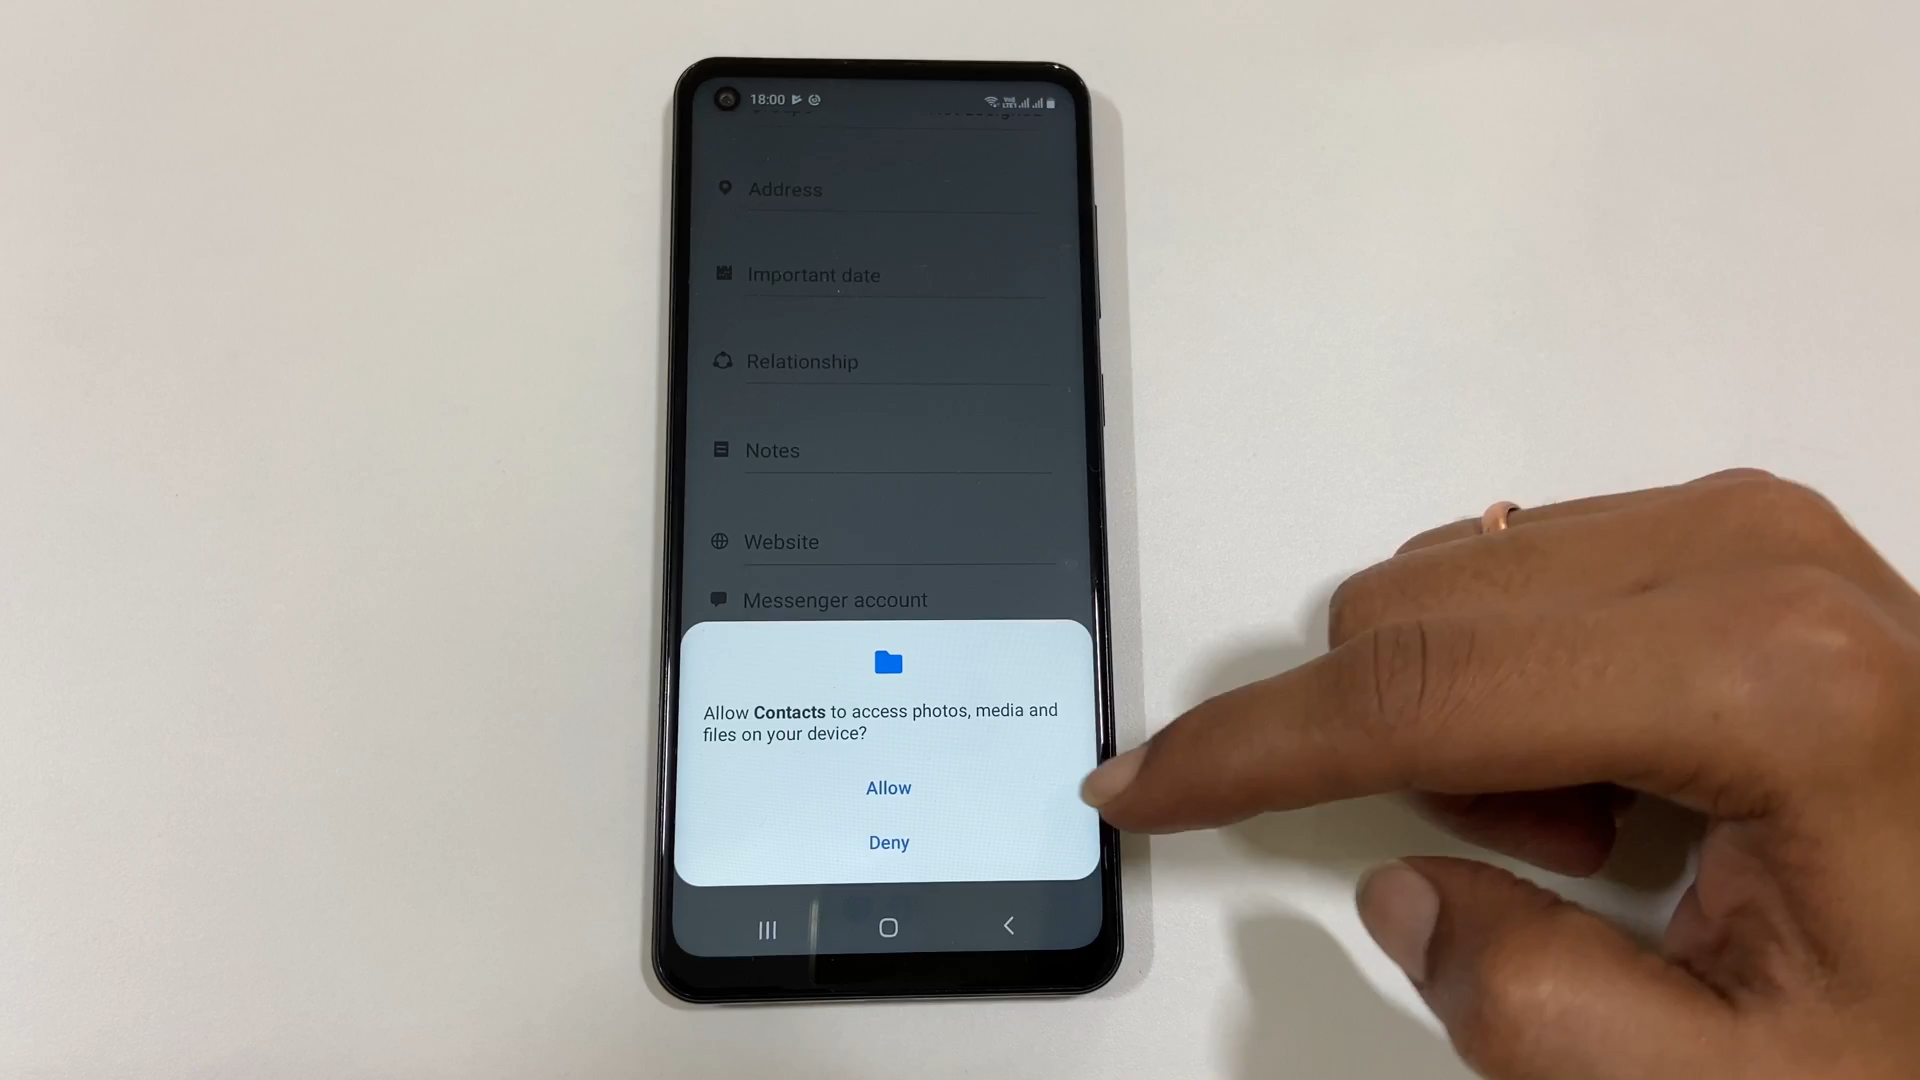 18:00
Address
Important date
Relationship
Notes
Website
Messenger account
Allow Contacts to access photos, media and
files on your device?
Allow
Deny